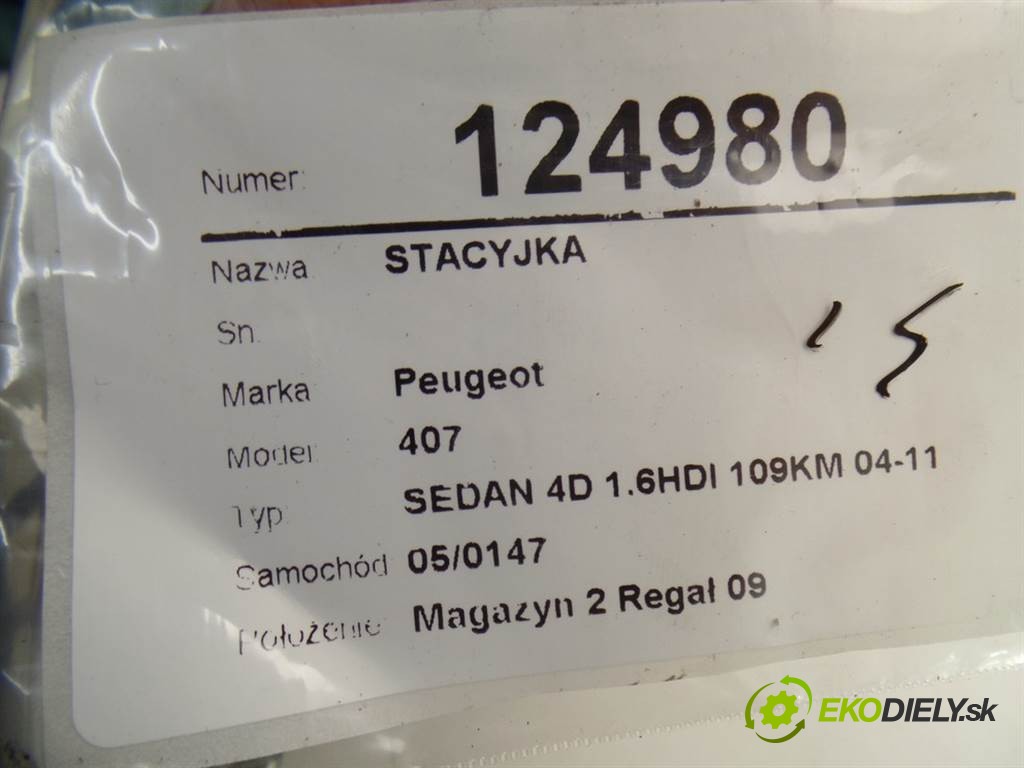 Numer: 124980
Nazwa STACYJKA
Sn.
Marka Peugeot
Model: 407
Typ SEDAN 4D 1.6HDI 109KM 04-11
Samochód 05/0147
Położenie Magazyn 2 Regał 09
EKODIELY.sk